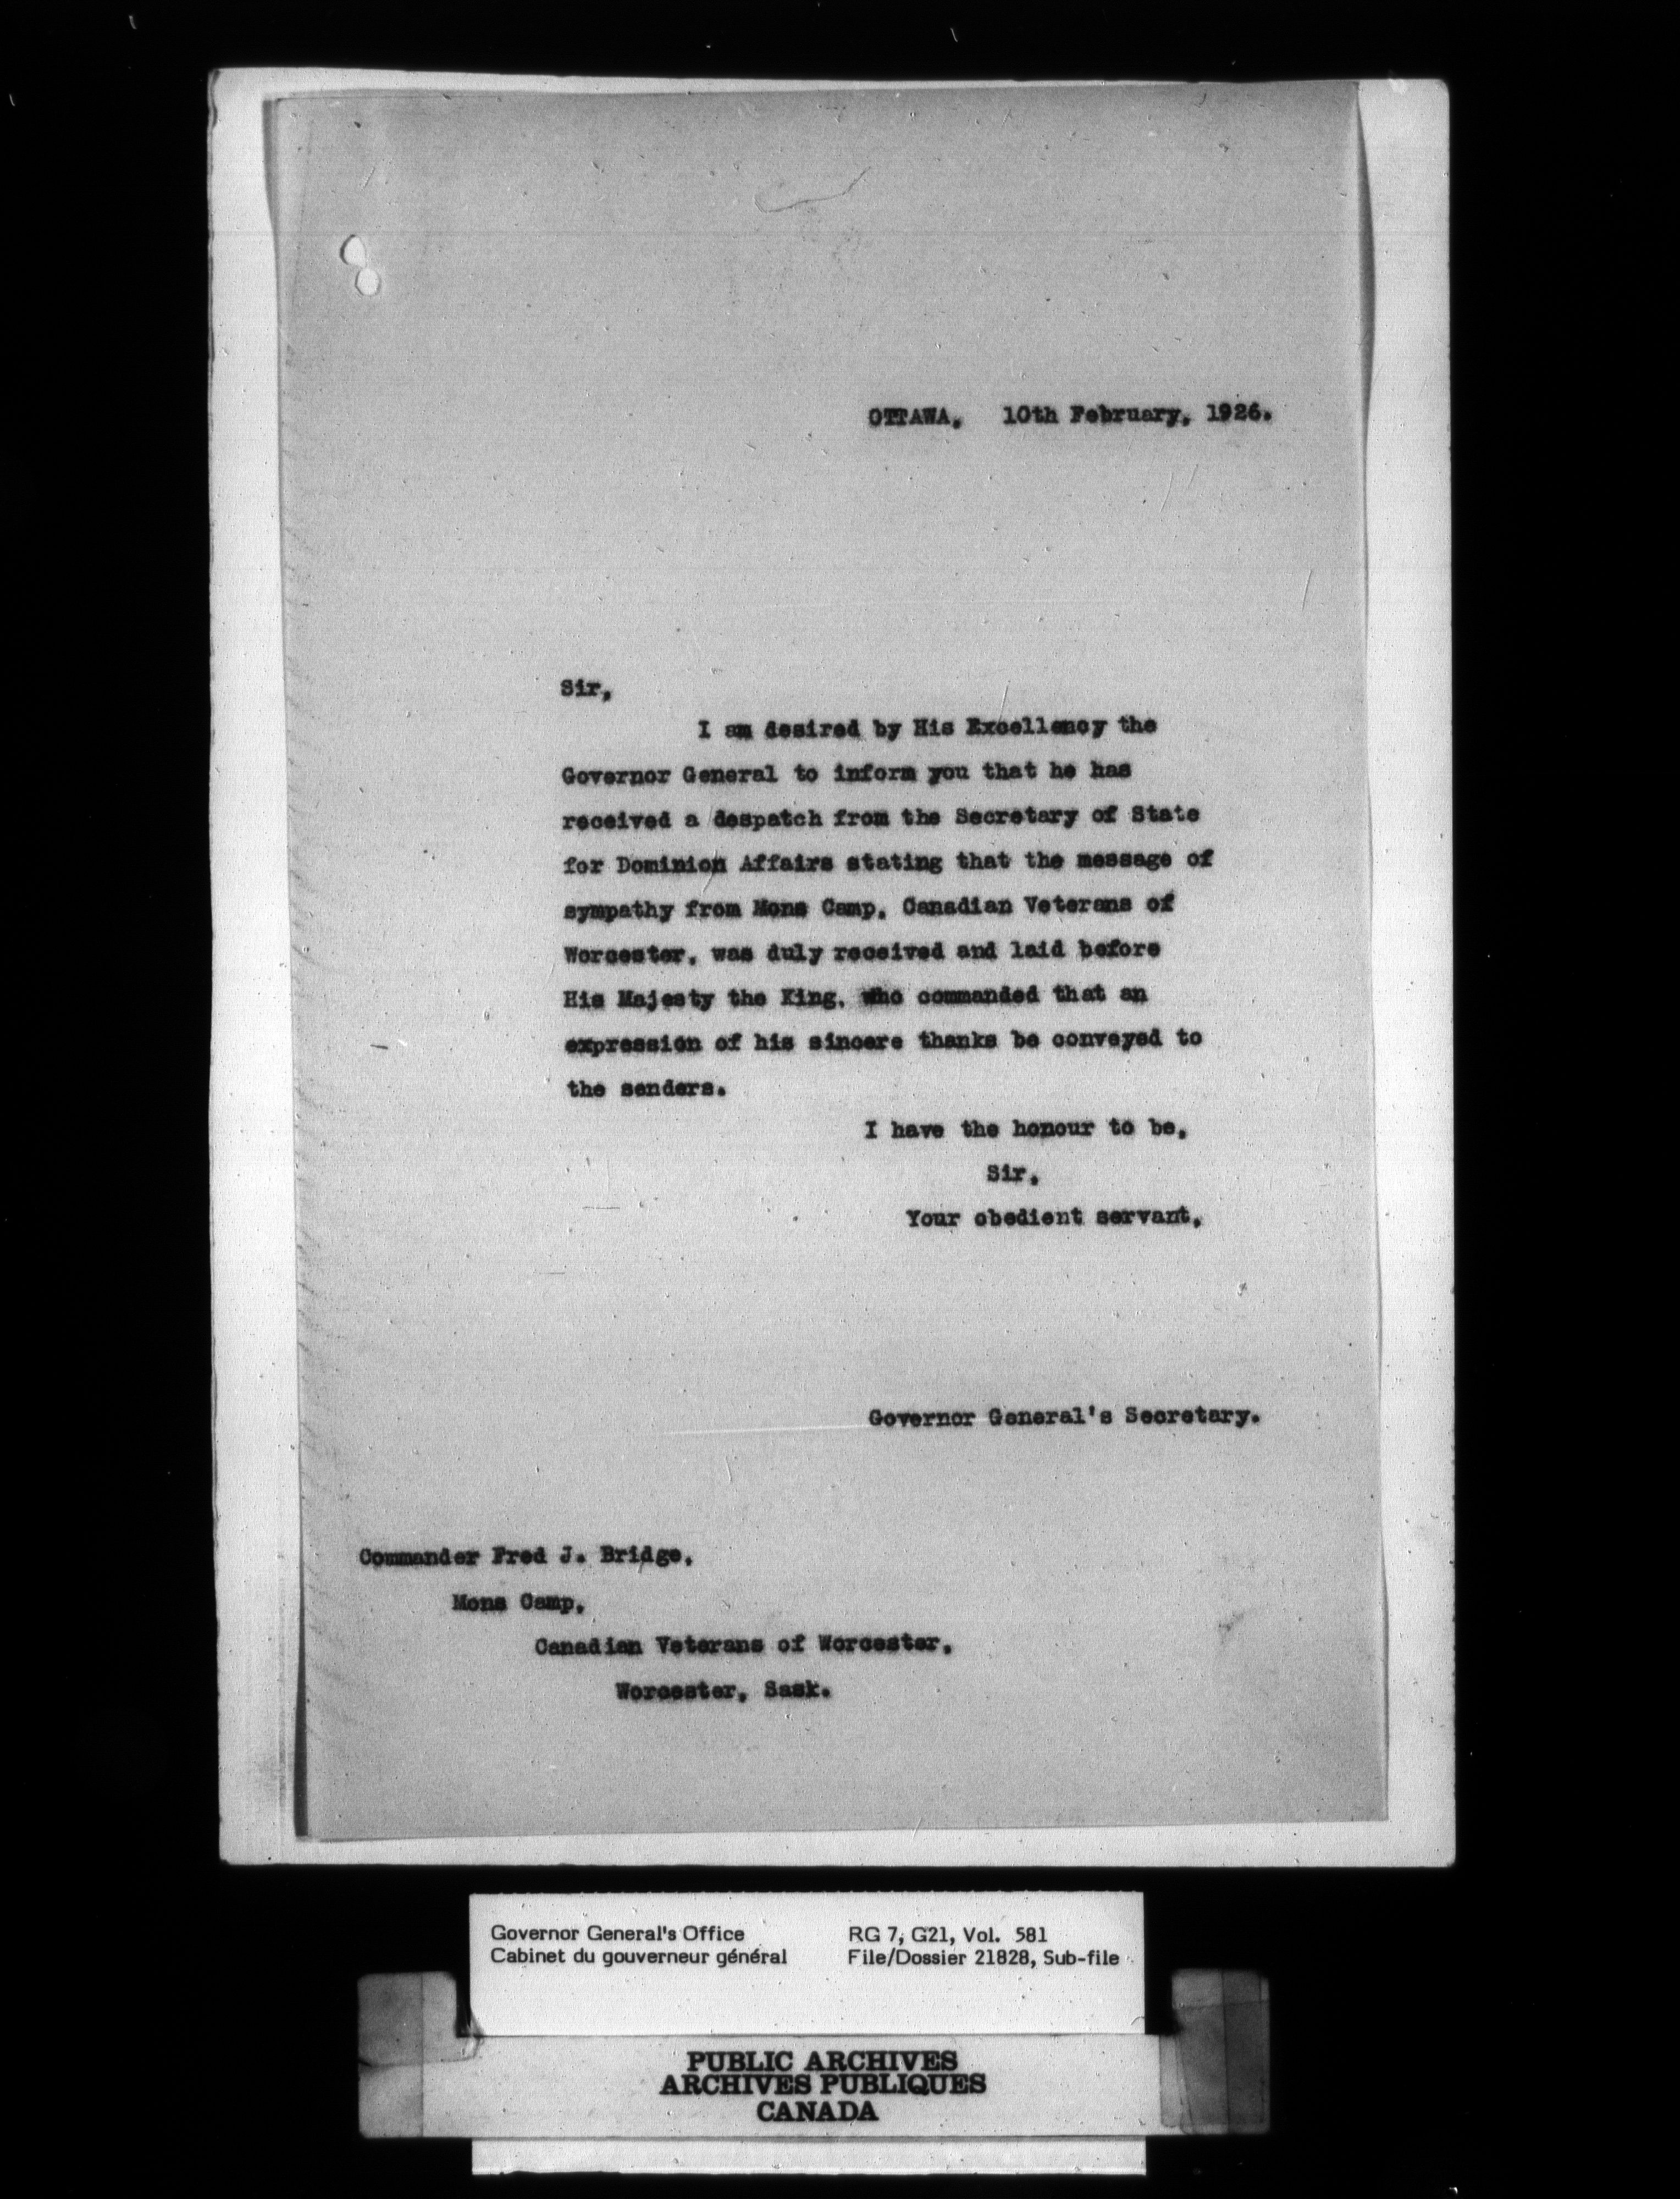 OTTAWA, 10th February, 1926.
Sir,
I am desired by His Excellency the
Governor General to inform you that he has
received a despatch from the Secretary of State
for Dominion Affairs stating that the message of
sympathy from Mons Camp, Canadian Veterans of
Worcester, was duly received and laid before
His Majesty the King, who commanded that an
expression of his sincere thanks be conveyed to
the senders.
I have the honour to be,
Sir,
Your obedient servant,
Governor General's Secretary.
Commander Fred J. Bridge,
Mons Camp,
Canadian Veterans of Worcester,
Worcester, Sask.
Governor General's Office RG 7, G21, Vol. 581
Cabinet du gouverneur général File/Dossier 21828, Sub-file
PUBLIC ARCHIVES
ARCHIVES PUBLIQUES
CANADA